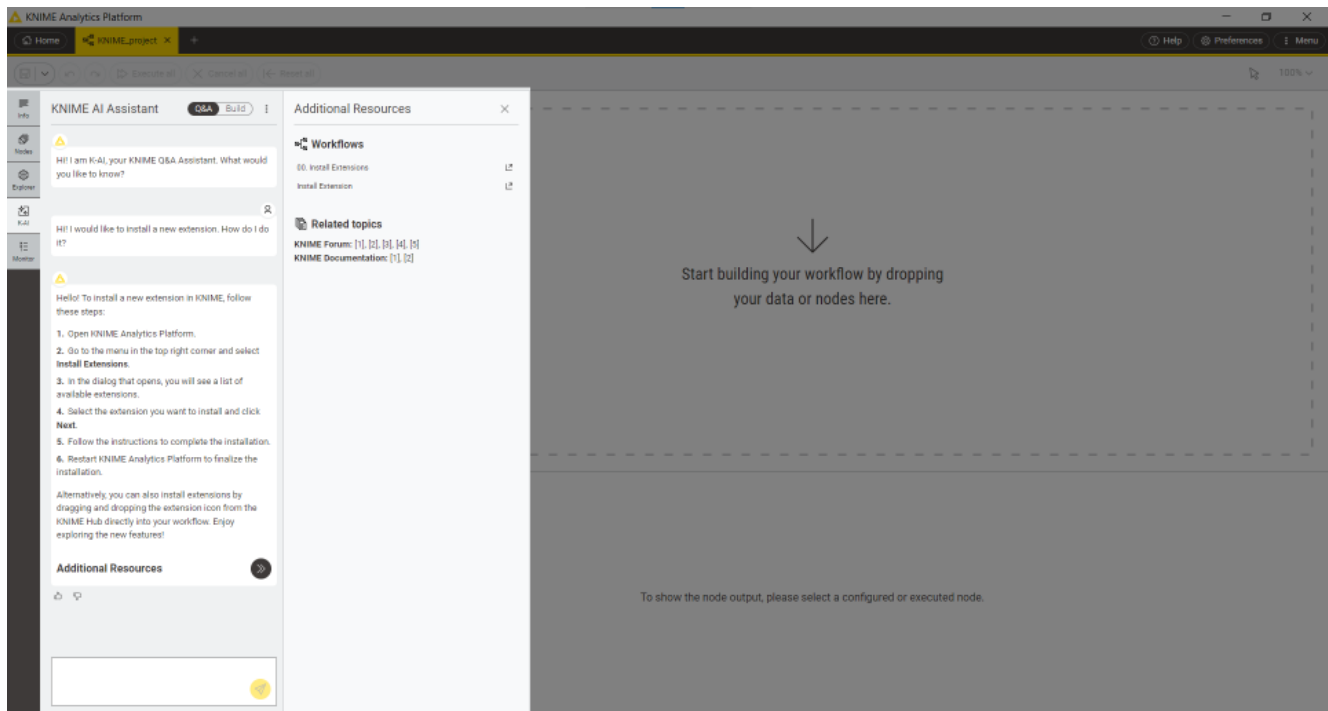 KNIME Analytics Platform
Home
KNIME_project
Help
Preferences
Menu
Execute all
Cancel all
Reset all
100%
Info
Nodes
Explorer
K-AI
Monitor
KNIME AI Assistant
Q&A
Build
Hi! I am K-AI, your KNIME Q&A Assistant. What would
you like to know?
Hi! I would like to install a new extension. How do I do
it?
Hello! To install a new extension in KNIME, follow
these steps:
1. Open KNIME Analytics Platform.
2. Go to the menu in the top right corner and select
Install Extensions.
3. In the dialog that opens, you will see a list of
available extensions.
4. Select the extension you want to install and click
Next.
5. Follow the instructions to complete the installation.
6. Restart KNIME Analytics Platform to finalize the
installation.
Alternatively, you can also install extensions by
dragging and dropping the extension icon from the
KNIME Hub directly into your workflow. Enjoy
exploring the new features!
Additional Resources
Additional Resources
Workflows
00. Install Extensions
Install Extension
Related topics
KNIME Forum: [1], [2], [3], [4], [5]
KNIME Documentation: [1], [2]
Start building your workflow by dropping
your data or nodes here.
To show the node output, please select a configured or executed node.